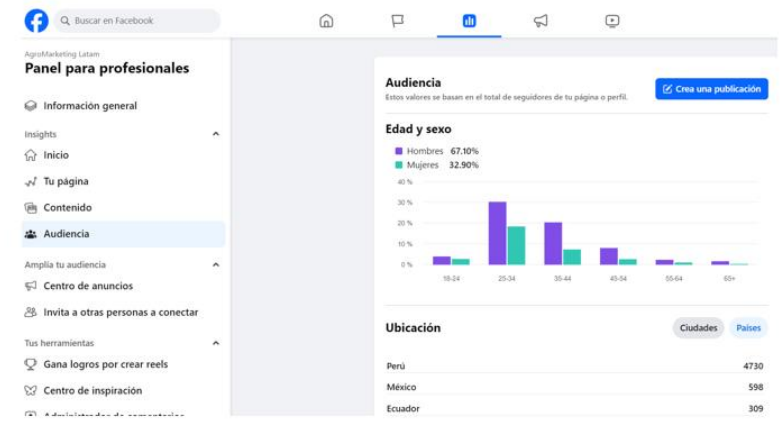 Buscar en Facebook
AgroMarketing Latam
Panel para profesionales
Información general
Insights
Inicio
Tu página
Contenido
Audiencia
Amplía tu audiencia
Centro de anuncios
Invita a otras personas a conectar
Tus herramientas
Gana logros por crear reels
Centro de inspiración
Administrador de comentarios
Audiencia
Estos valores se basan en el total de seguidores de tu página o perfil.
Crea una publicación
Edad y sexo
Hombres 67.10%
Mujeres 32.90%
40 %
30 %
20 %
10 %
0 %
18-24 25-34 35-44 45-54 55-64 65+
Ubicación
Ciudades Países
Perú 4730
México 598
Ecuador 309